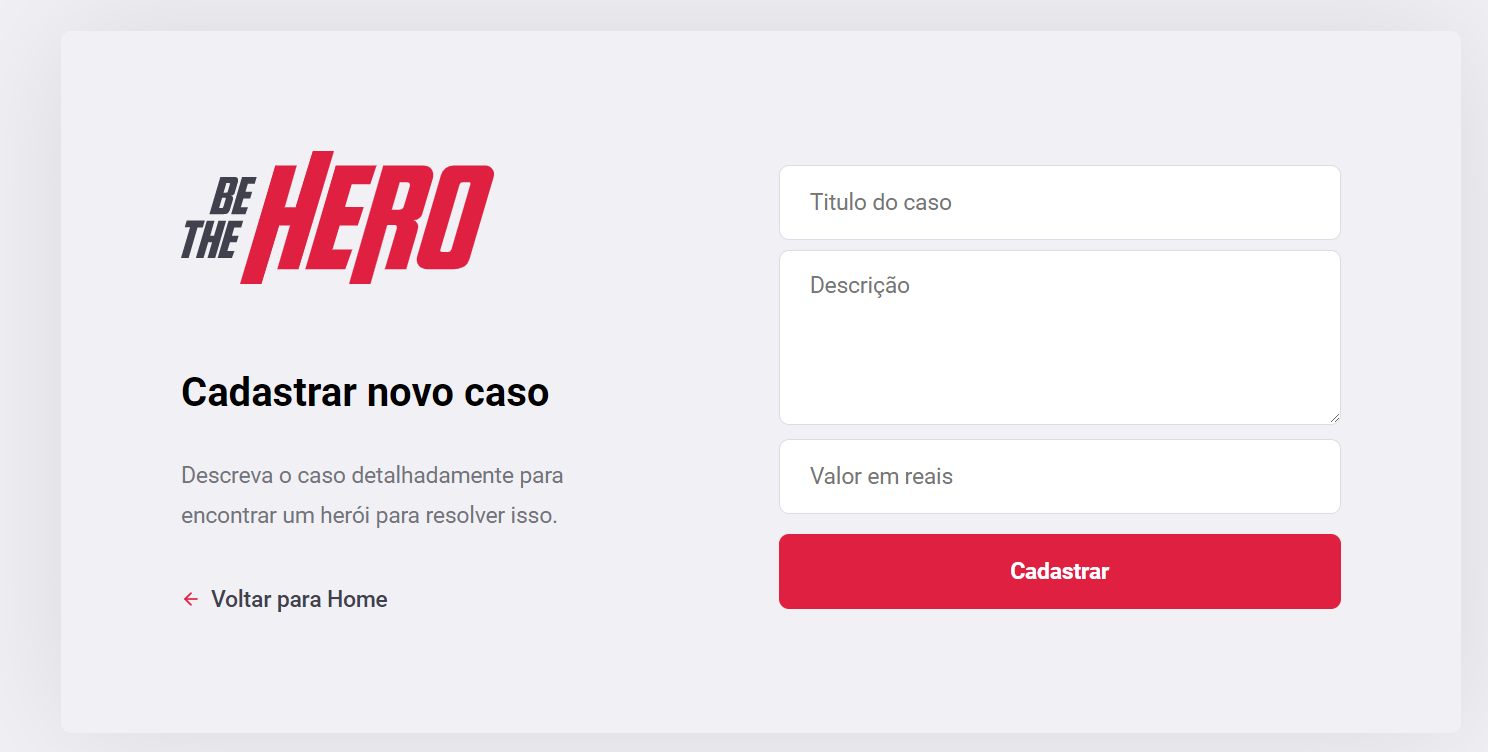 BE
THE
HERO
Cadastrar novo caso
Descreva o caso detalhadamente para
encontrar um herói para resolver isso.
Voltar para Home
Titulo do caso
Descrição
Valor em reais
Cadastrar